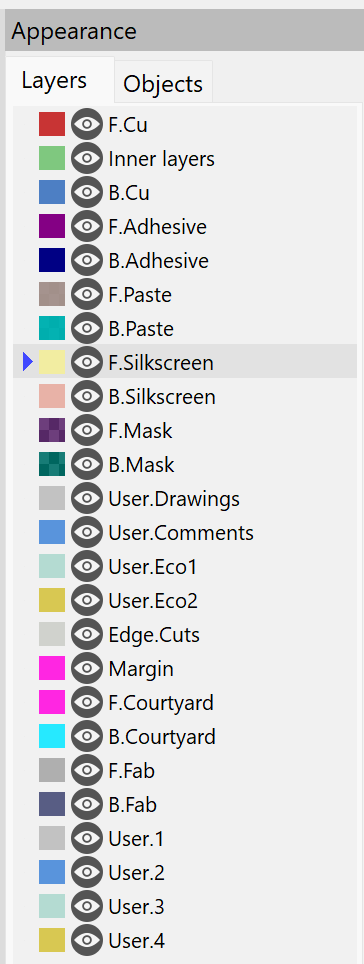 Appearance
Layers Objects
F.Cu
Inner layers
B.Cu
F.Adhesive
B.Adhesive
F.Paste
B.Paste
F.Silkscreen
B.Silkscreen
F.Mask
B.Mask
User.Drawings
User.Comments
User.Eco1
User.Eco2
Edge.Cuts
Margin
F.Courtyard
B.Courtyard
F.Fab
B.Fab
User.1
User.2
User.3
User.4